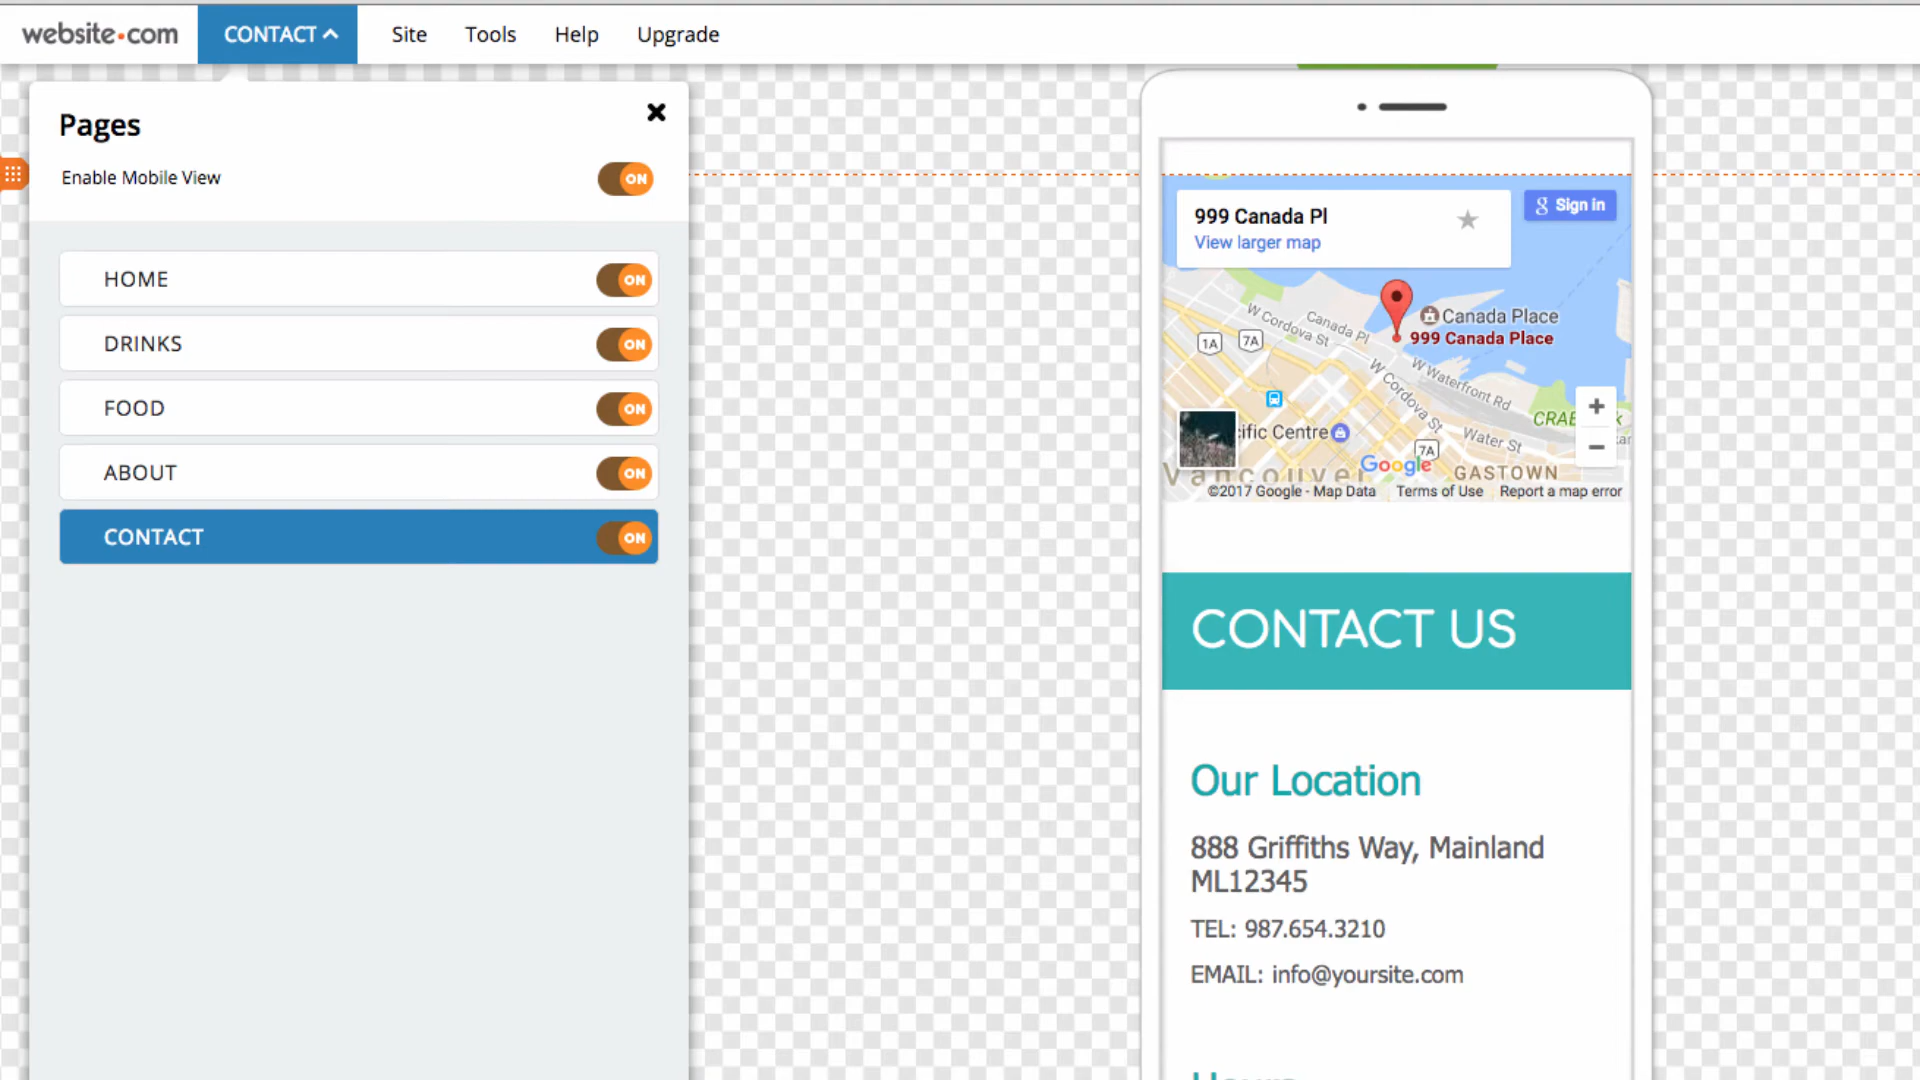 website.com
CONTACT
Site
Tools
Help
Upgrade
Pages
Enable Mobile View
ON
HOME
ON
DRINKS
ON
FOOD
ON
ABOUT
ON
CONTACT
ON
999 Canada Pl
View larger map
g Sign in
Canada Place
999 Canada Place
Canada Pl
W Cordova St
1A
7A
W Waterfront Rd
W Cordova St
Water St
ific Centre
7A
GASTOWN
Vancouver
Google
+
−
©2017 Google - Map Data
Terms of Use
Report a map error
CONTACT US
Our Location
888 Griffiths Way, Mainland
ML12345
TEL: 987.654.3210
EMAIL: info@yoursite.com